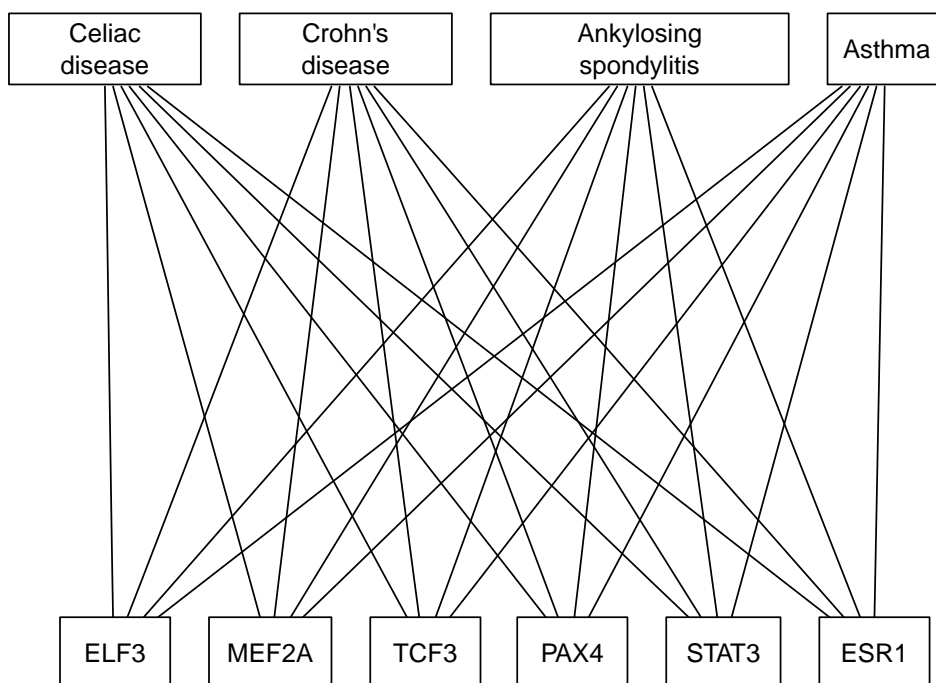 Celiac
disease
Crohn's
disease
Ankylosing
spondylitis
Asthma
ELF3
MEF2A
TCF3
PAX4
STAT3
ESR1